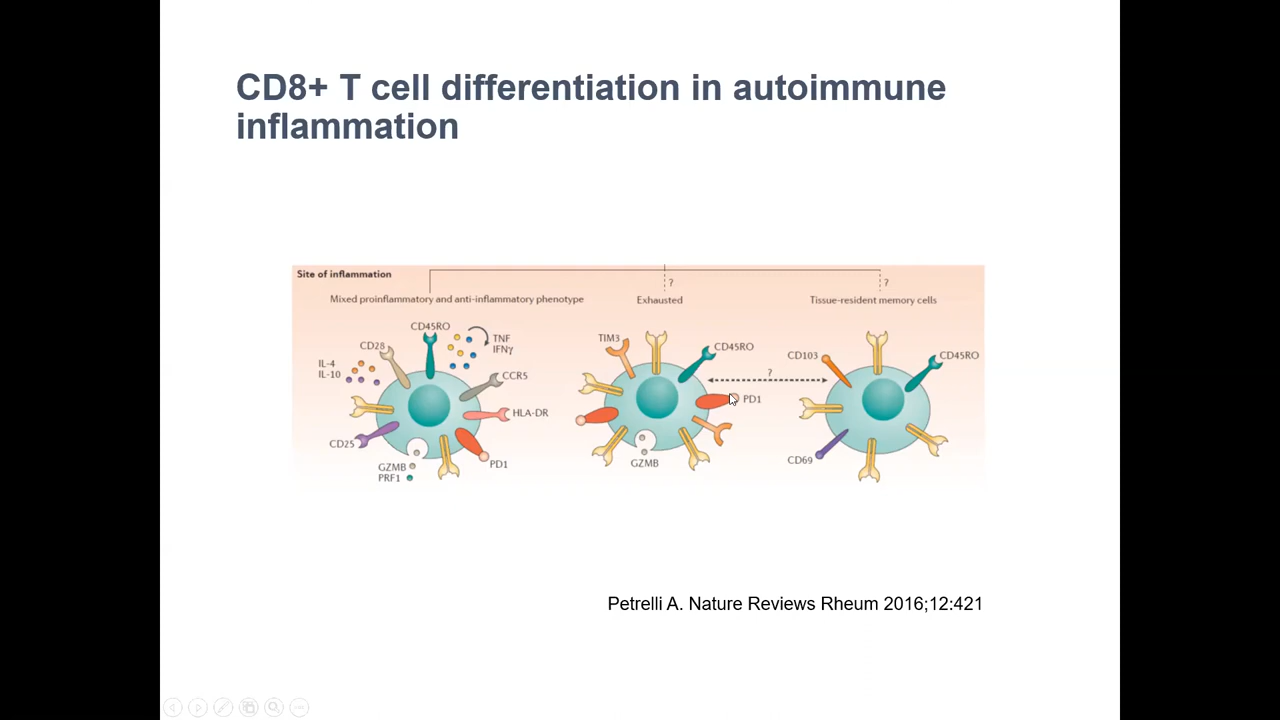 CD8+ T cell differentiation in autoimmune
inflammation
Site of inflammation
?
?
Mixed proinflammatory and anti-inflammatory phenotype
Exhausted
Tissue-resident memory cells
CD45RO
CD28
TNF
IFNγ
IL-4
IL-10
CCR5
HLA-DR
CD25
GZMB
PRF1
PD1
TIM3
CD45RO
PD1
GZMB
?
CD103
CD45RO
CD69
Petrelli A. Nature Reviews Rheum 2016;12:421